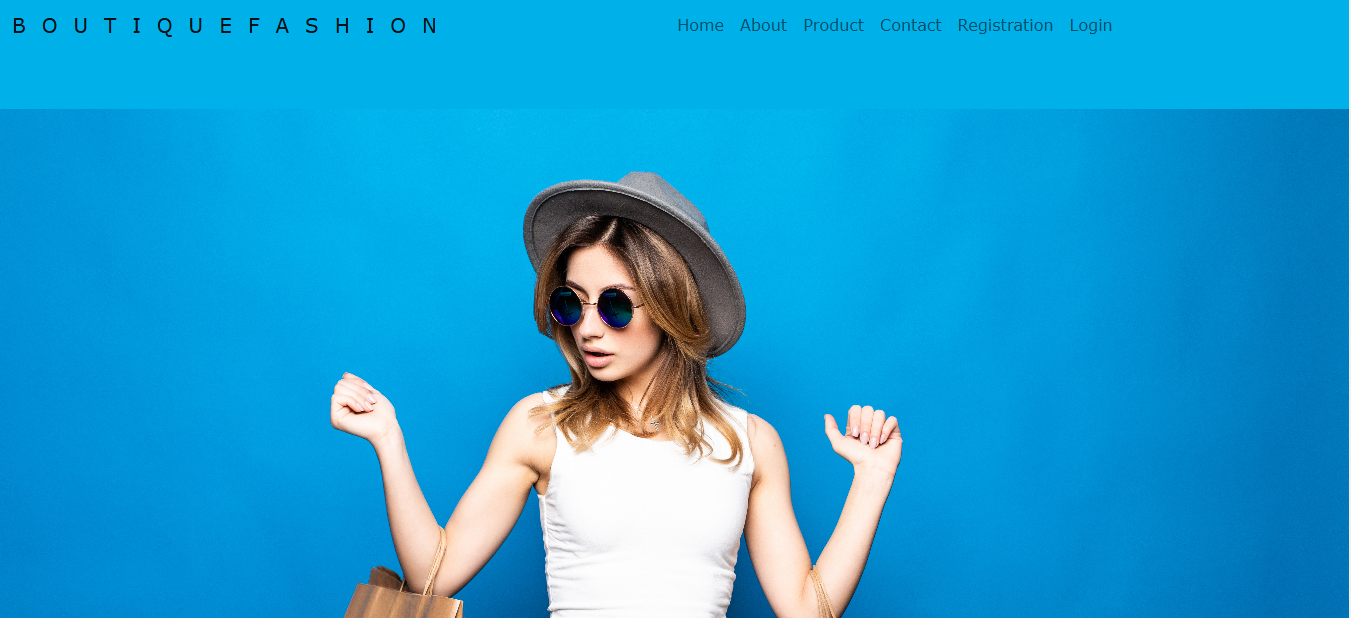 B O U T I Q U E F A S H I O N
Home About Product Contact Registration Login